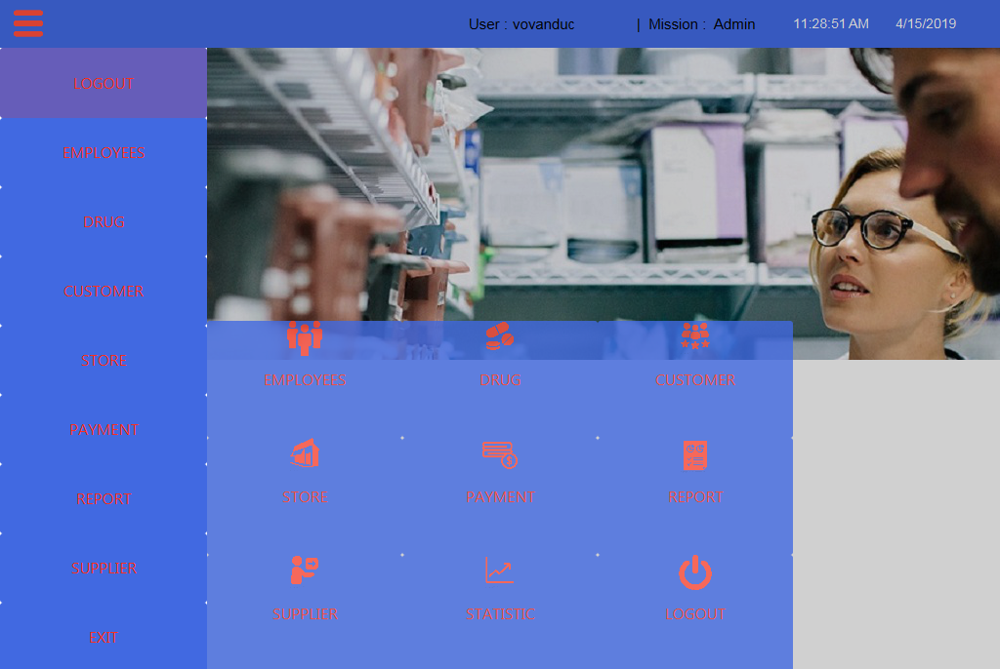 User : vovanduc | Mission : Admin 11:28:51 AM 4/15/2019
LOGOUT
EMPLOYEES
DRUG
CUSTOMER
STORE
PAYMENT
REPORT
SUPPLIER
EXIT
EMPLOYEES DRUG CUSTOMER
STORE PAYMENT REPORT
SUPPLIER STATISTIC LOGOUT